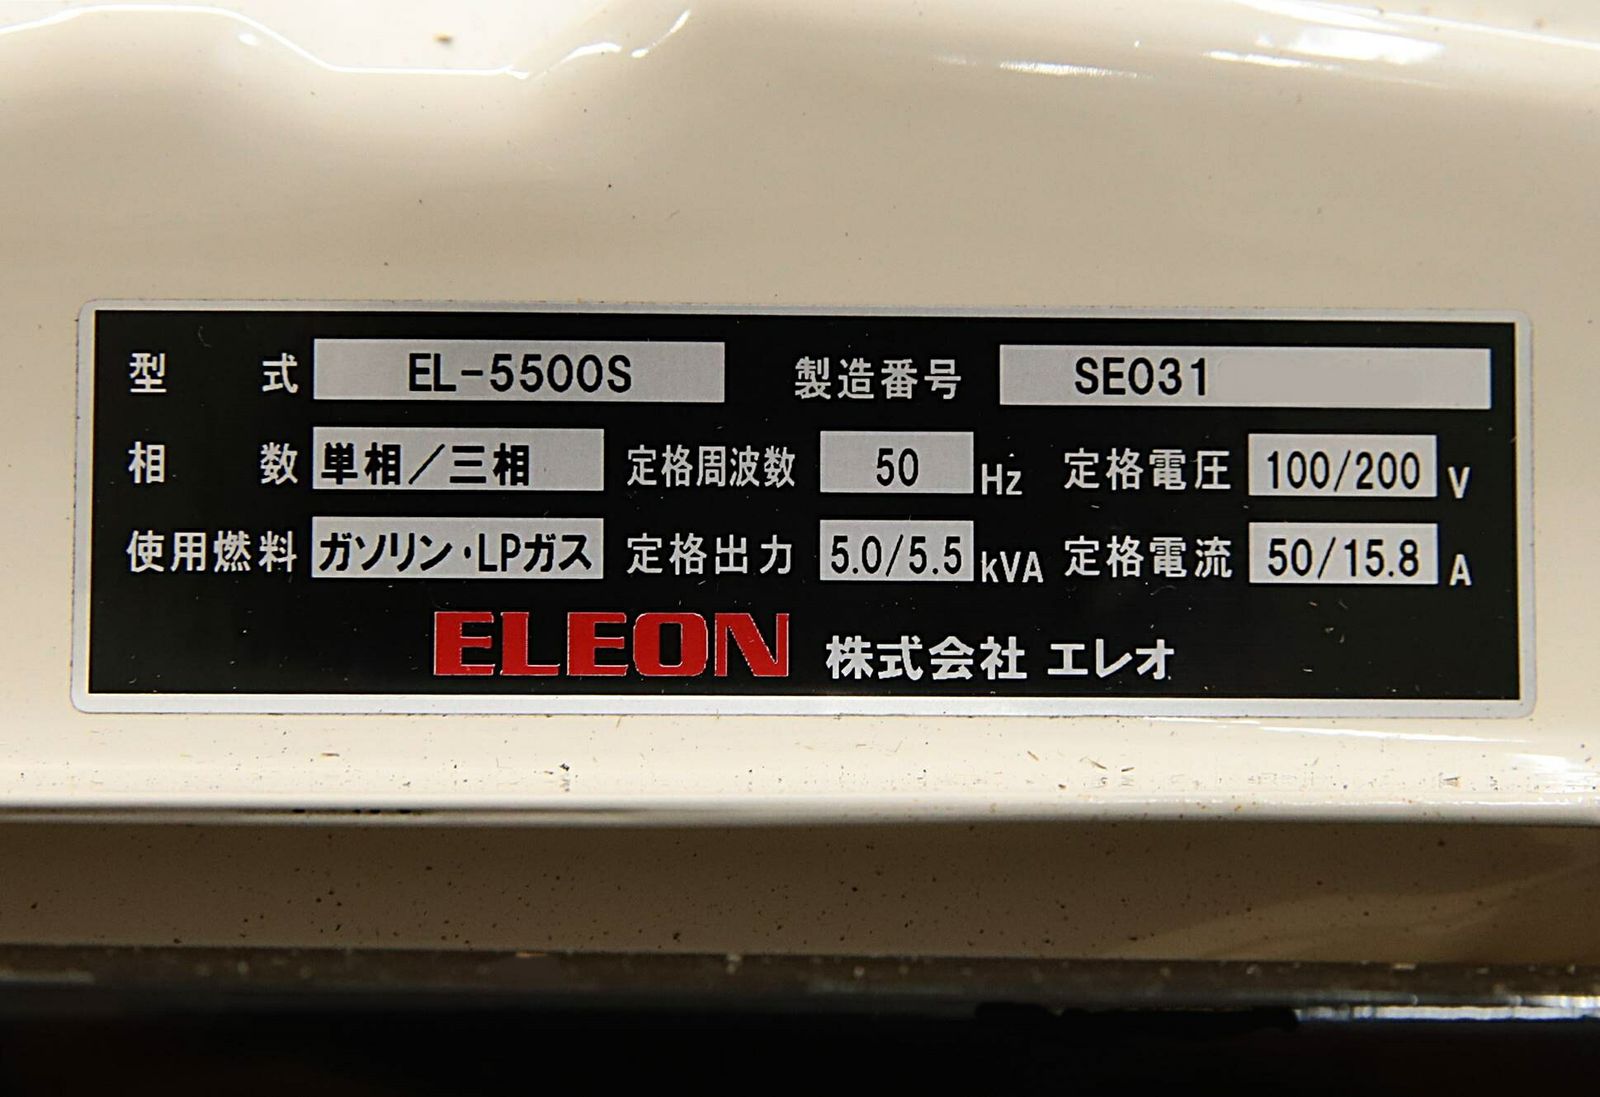 型式 EL-5500S 製造番号 SE031
相数 単相／三相 定格周波数 50 Hz 定格電圧 100/200 V
使用燃料 ガソリン・LPガス 定格出力 5.0/5.5 kVA 定格電流 50/15.8 A
ELEON 株式会社 エレオ